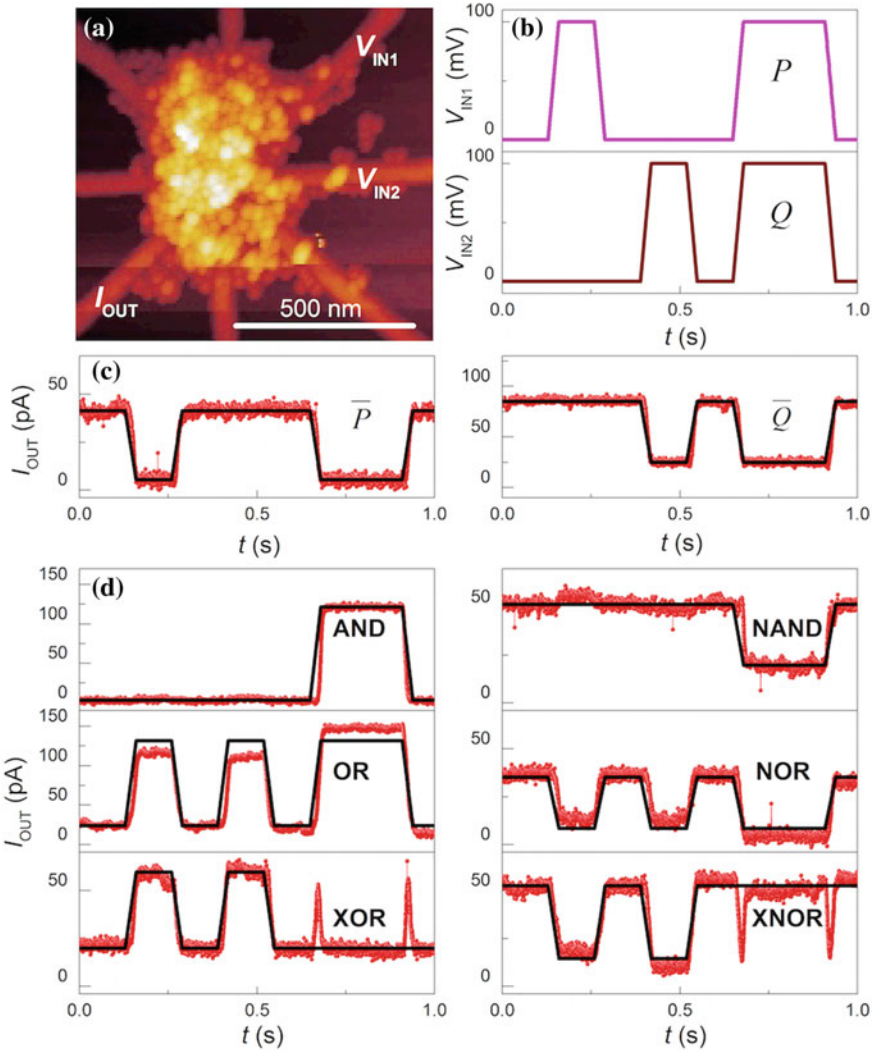 (a)
V_IN1
V_IN2
I_OUT
500 nm
(b)
V_IN1 (mV)
100
0
P
V_IN2 (mV)
100
0
Q
0.0 0.5 1.0
t (s)
(c)
I_OUT (pA)
50
0
P̅
0.0 0.5 1.0
t (s)
100
50
0
Q̅
0.0 0.5 1.0
t (s)
(d)
I_OUT (pA)
150
100
50
0
AND
150
100
50
0
OR
50
0
XOR
0.0 0.5 1.0
t (s)
50
0
NAND
50
0
NOR
50
0
XNOR
0.0 0.5 1.0
t (s)